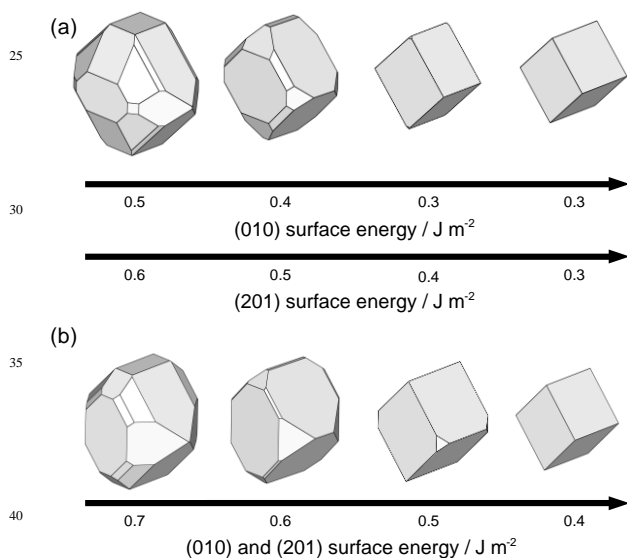 (a)
25
0.5 0.4 0.3 0.3
30
(010) surface energy / J m⁻²
0.6 0.5 0.4 0.3
(201) surface energy / J m⁻²
(b)
35
0.7 0.6 0.5 0.4
40
(010) and (201) surface energy / J m⁻²